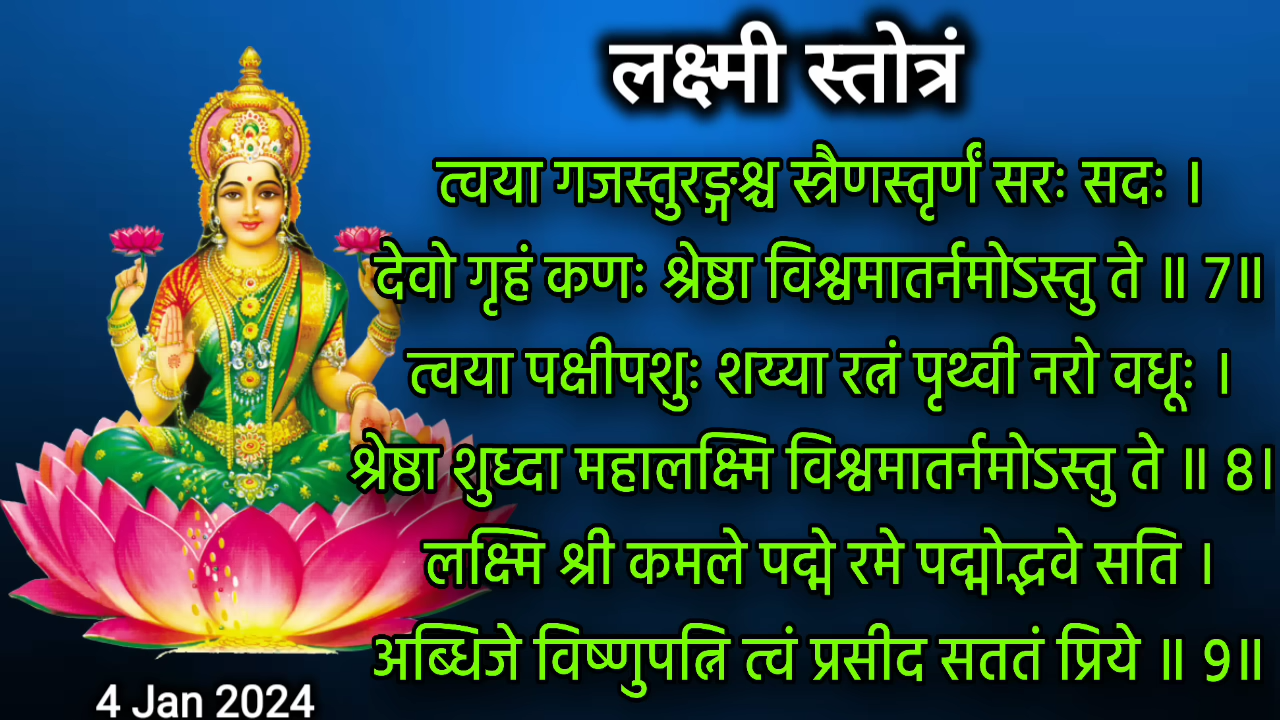 लक्ष्मी स्तोत्रं
त्वया गजस्तुरङ्गश्च स्त्रैणस्तृर्णं सरः सदः ।
देवो गृहं कणः श्रेष्ठा विश्वमातर्नमोऽस्तु ते ॥ 7॥
त्वया पक्षीपशुः शय्या रत्नं पृथ्वी नरो वधूः ।
श्रेष्ठा शुध्दा महालक्ष्मि विश्वमातर्नमोऽस्तु ते ॥ 8।
लक्ष्मि श्री कमले पद्मे रमे पद्मोद्भवे सति ।
अब्धिजे विष्णुपत्नि त्वं प्रसीद सततं प्रिये ॥ 9॥
4 Jan 2024